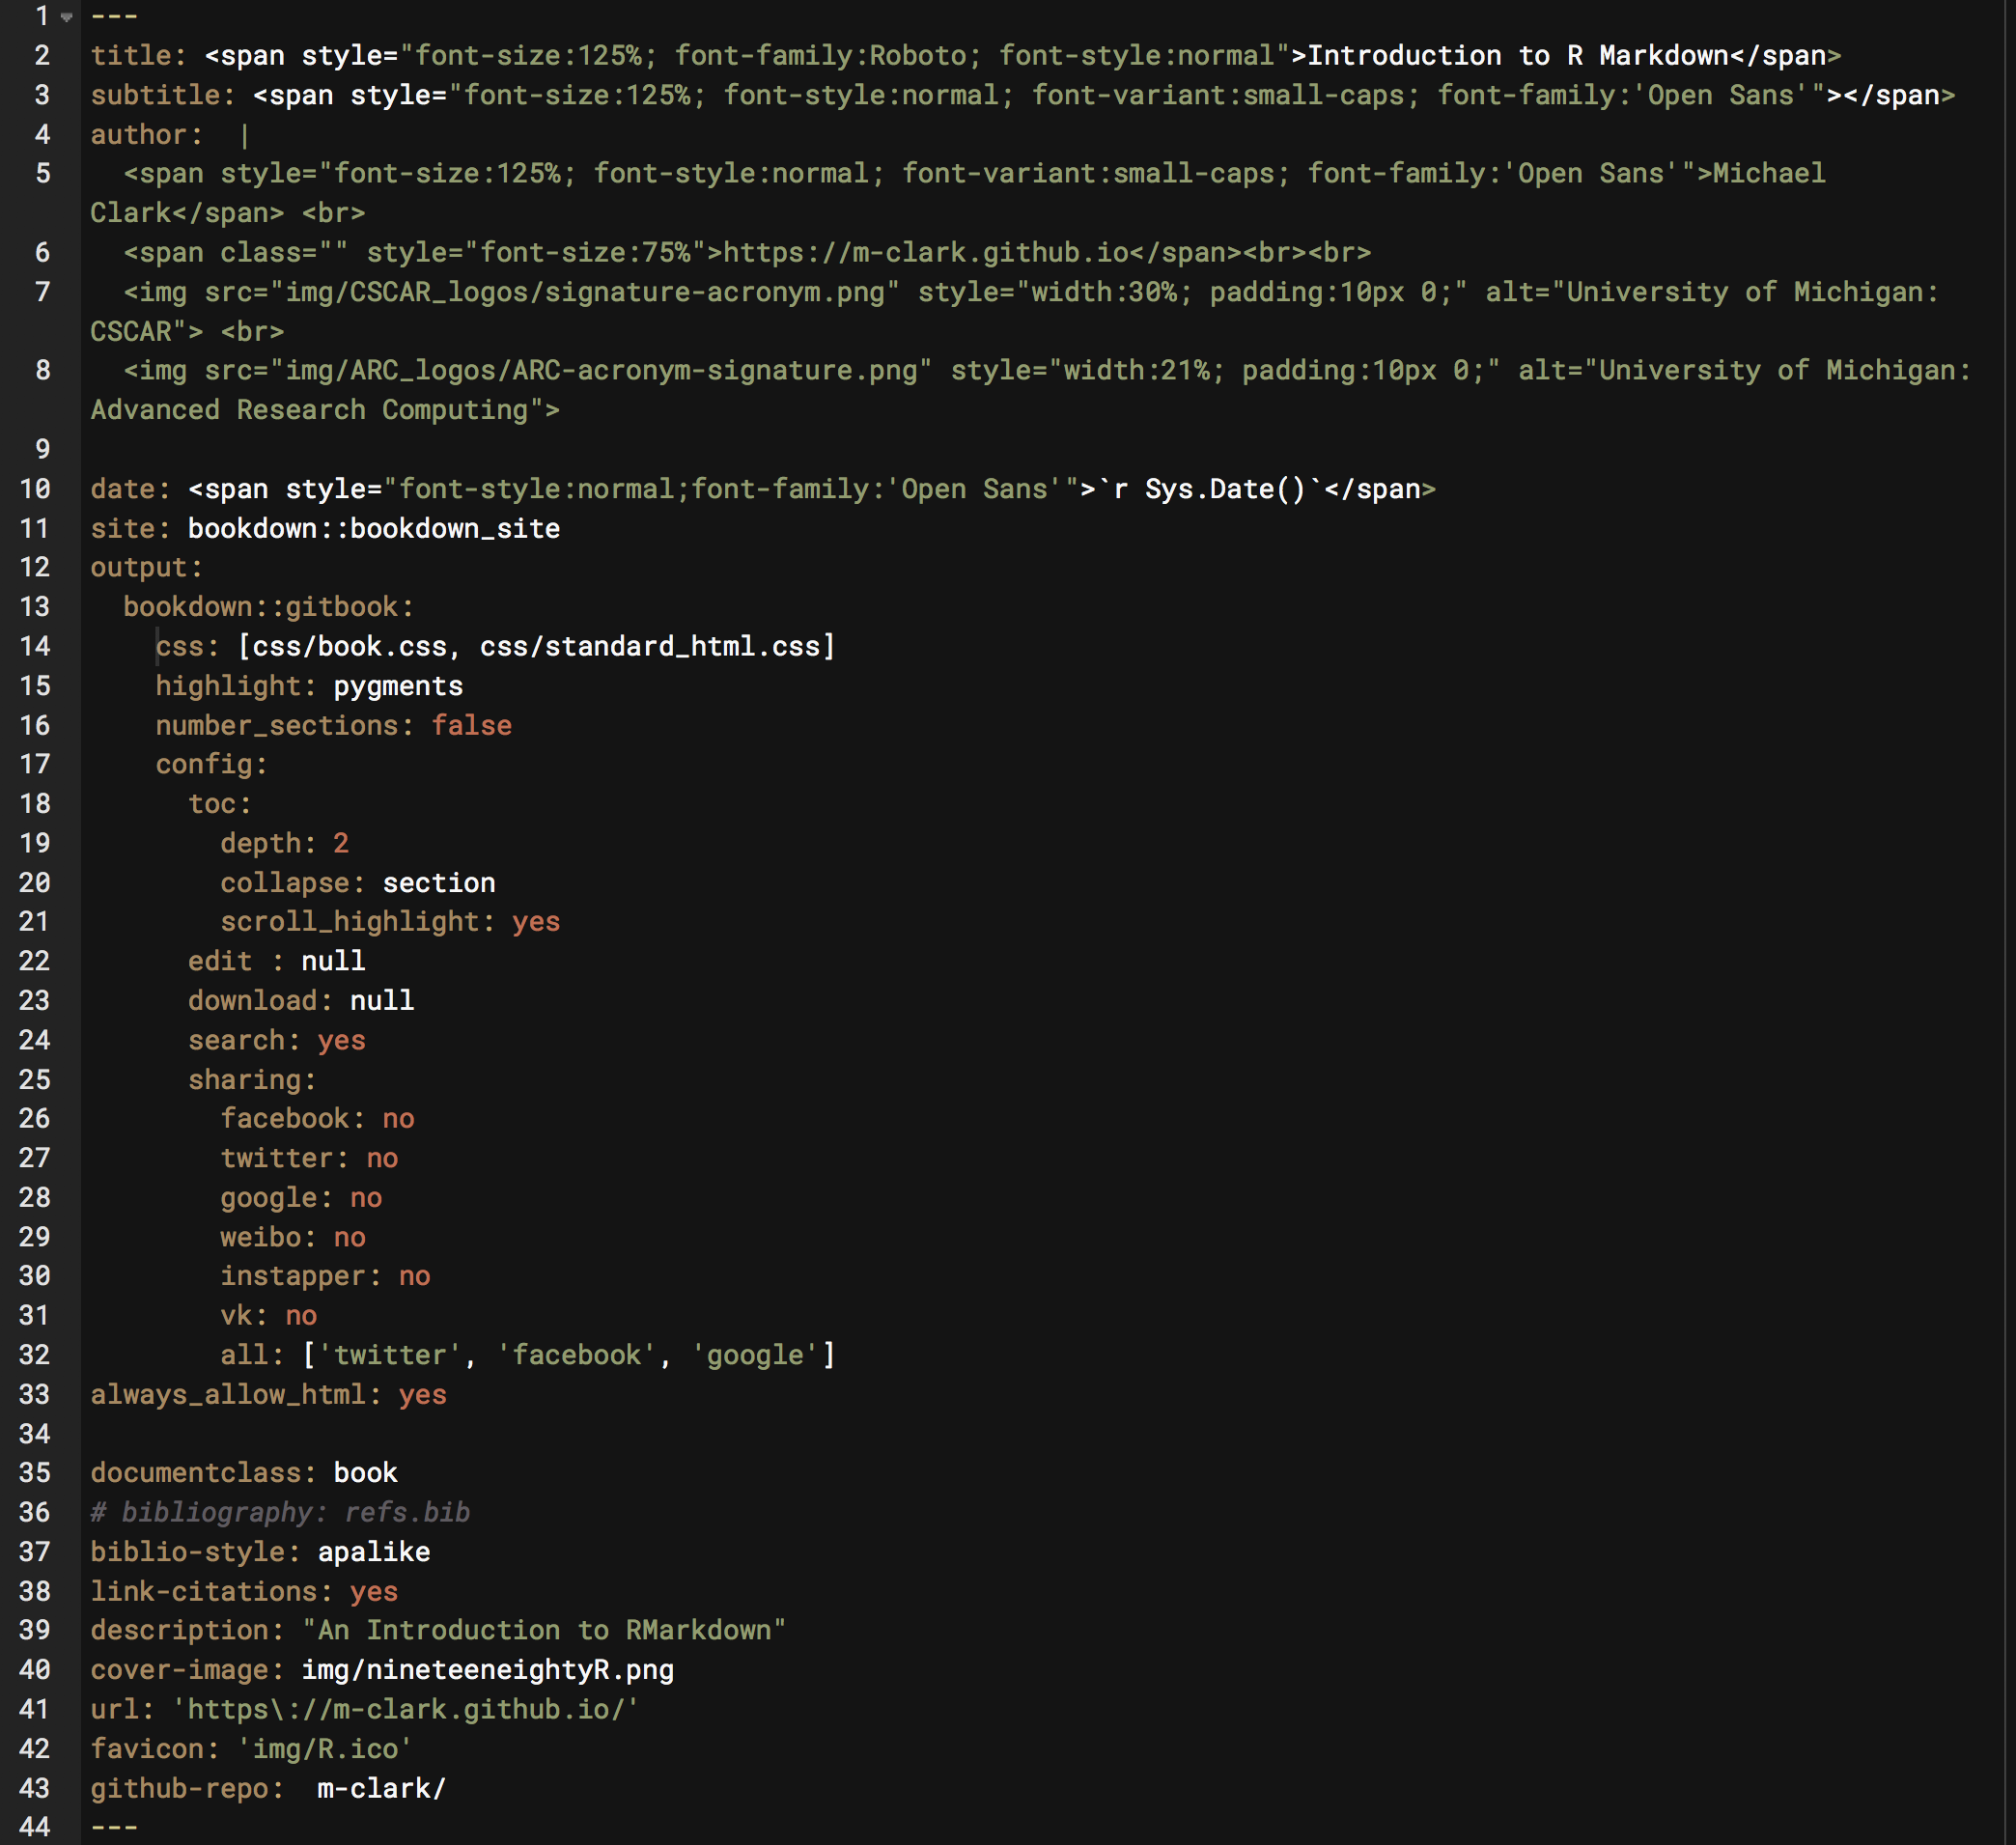 1 ---
2 title: <span style="font-size:125%; font-family:Roboto; font-style:normal">Introduction to R Markdown</span>
3 subtitle: <span style="font-size:125%; font-style:normal; font-variant:small-caps; font-family:'Open Sans'"></span>
4 author:  |
5   <span style="font-size:125%; font-style:normal; font-variant:small-caps; font-family:'Open Sans'">Michael
Clark</span> <br>
6   <span class="" style="font-size:75%">https://m-clark.github.io</span><br><br>
7   <img src="img/CSCAR_logos/signature-acronym.png" style="width:30%; padding:10px 0;" alt="University of Michigan:
CSCAR"> <br>
8   <img src="img/ARC_logos/ARC-acronym-signature.png" style="width:21%; padding:10px 0;" alt="University of Michigan:
Advanced Research Computing">
9
10 date: <span style="font-style:normal;font-family:'Open Sans'">`r Sys.Date()`</span>
11 site: bookdown::bookdown_site
12 output:
13   bookdown::gitbook:
14     css: [css/book.css, css/standard_html.css]
15     highlight: pygments
16     number_sections: false
17     config:
18       toc:
19         depth: 2
20         collapse: section
21         scroll_highlight: yes
22       edit : null
23       download: null
24       search: yes
25       sharing:
26         facebook: no
27         twitter: no
28         google: no
29         weibo: no
30         instapper: no
31         vk: no
32         all: ['twitter', 'facebook', 'google']
33 always_allow_html: yes
34
35 documentclass: book
36 # bibliography: refs.bib
37 biblio-style: apalike
38 link-citations: yes
39 description: "An Introduction to RMarkdown"
40 cover-image: img/nineteeneightyR.png
41 url: 'https\://m-clark.github.io/'
42 favicon: 'img/R.ico'
43 github-repo:  m-clark/
44 ---